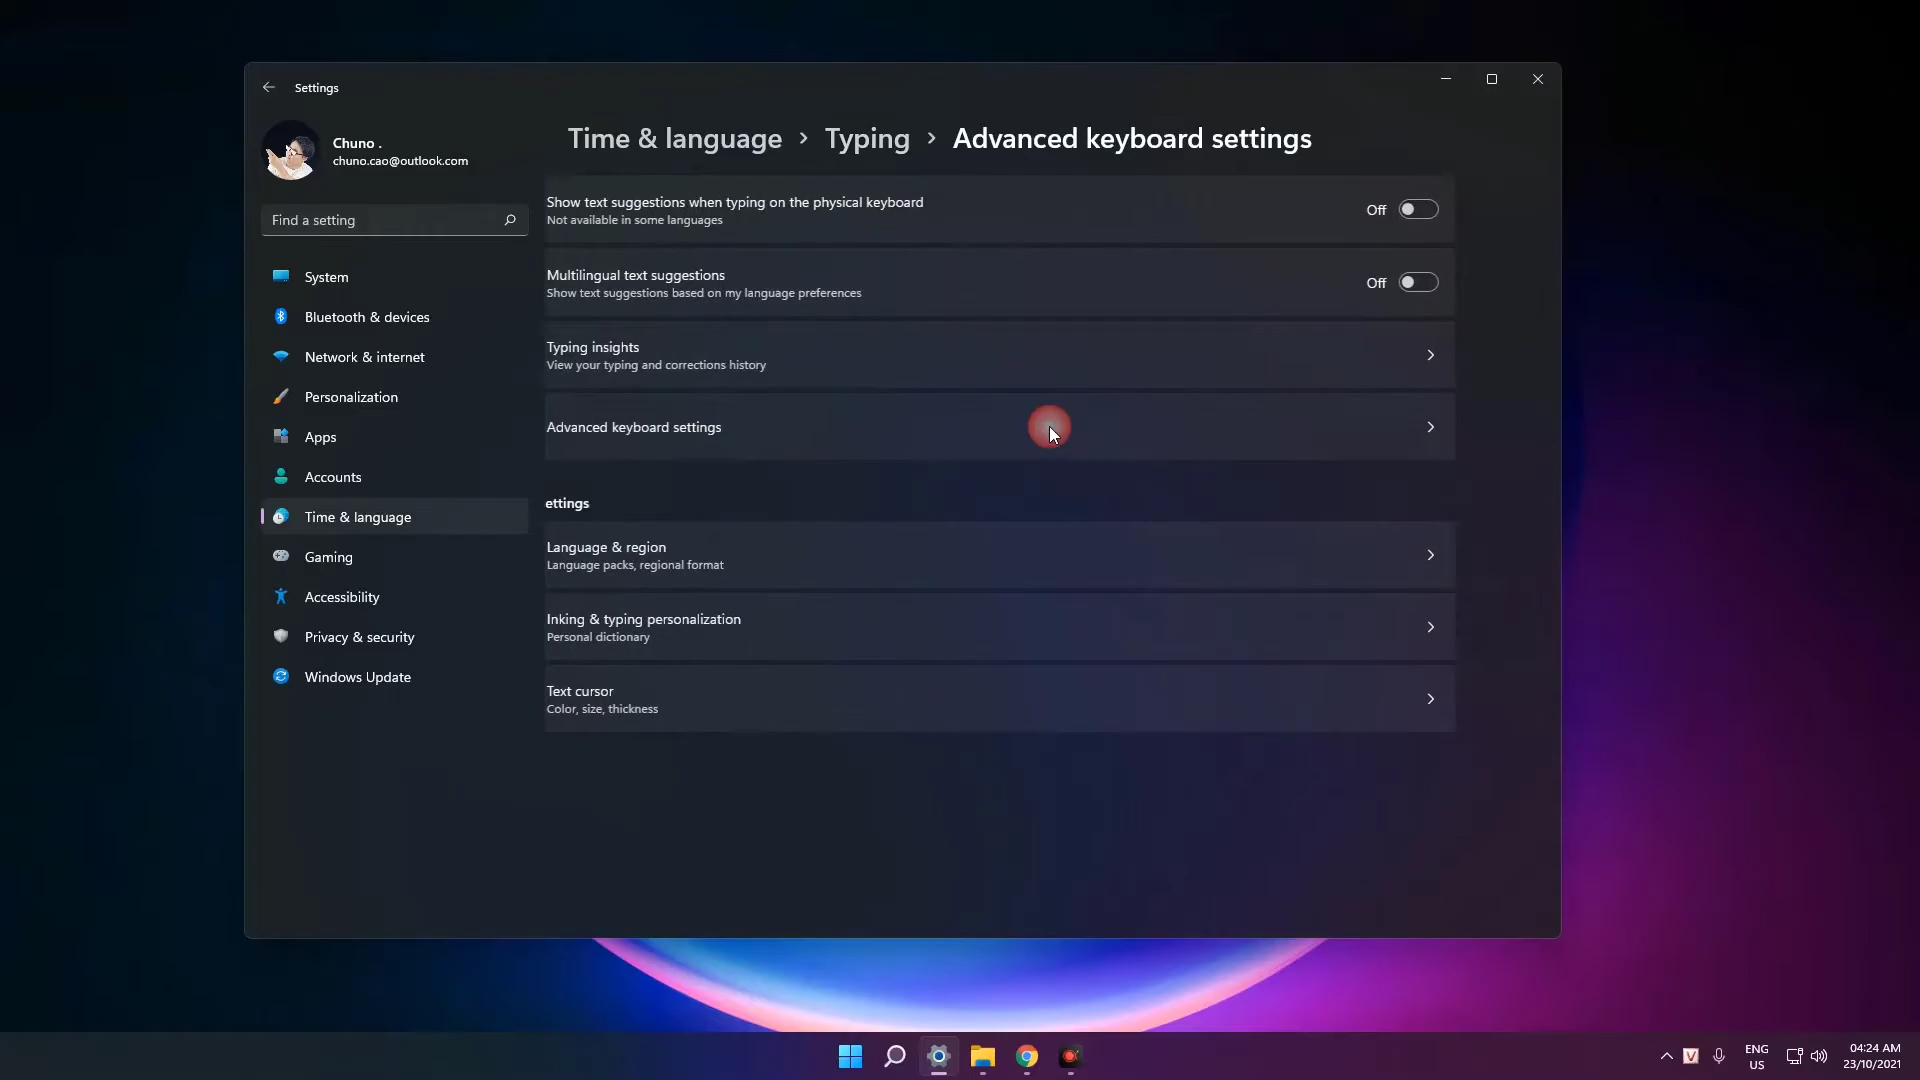 Settings
Chuno .
chuno.cao@outlook.com
Find a setting
System
Bluetooth & devices
Network & internet
Personalization
Apps
Accounts
Time & language
Gaming
Accessibility
Privacy & security
Windows Update
Time & language › Typing › Advanced keyboard settings
Show text suggestions when typing on the physical keyboard
Not available in some languages
Off
Multilingual text suggestions
Show text suggestions based on my language preferences
Off
Typing insights
View your typing and corrections history
Advanced keyboard settings
ettings
Language & region
Language packs, regional format
Inking & typing personalization
Personal dictionary
Text cursor
Color, size, thickness
V
ENG
US
04:24 AM
23/10/2021